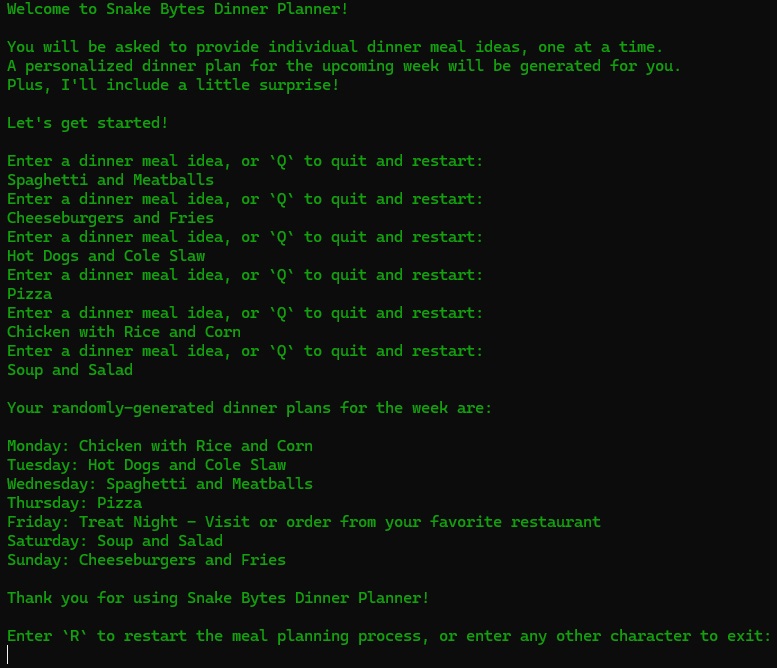 Welcome to Snake Bytes Dinner Planner!
You will be asked to provide individual dinner meal ideas, one at a time.
A personalized dinner plan for the upcoming week will be generated for you.
Plus, I'll include a little surprise!
Let's get started!
Enter a dinner meal idea, or `Q` to quit and restart:
Spaghetti and Meatballs
Enter a dinner meal idea, or `Q` to quit and restart:
Cheeseburgers and Fries
Enter a dinner meal idea, or `Q` to quit and restart:
Hot Dogs and Cole Slaw
Enter a dinner meal idea, or `Q` to quit and restart:
Pizza
Enter a dinner meal idea, or `Q` to quit and restart:
Chicken with Rice and Corn
Enter a dinner meal idea, or `Q` to quit and restart:
Soup and Salad
Your randomly-generated dinner plans for the week are:
Monday: Chicken with Rice and Corn
Tuesday: Hot Dogs and Cole Slaw
Wednesday: Spaghetti and Meatballs
Thursday: Pizza
Friday: Treat Night - Visit or order from your favorite restaurant
Saturday: Soup and Salad
Sunday: Cheeseburgers and Fries
Thank you for using Snake Bytes Dinner Planner!
Enter `R` to restart the meal planning process, or enter any other character to exit: